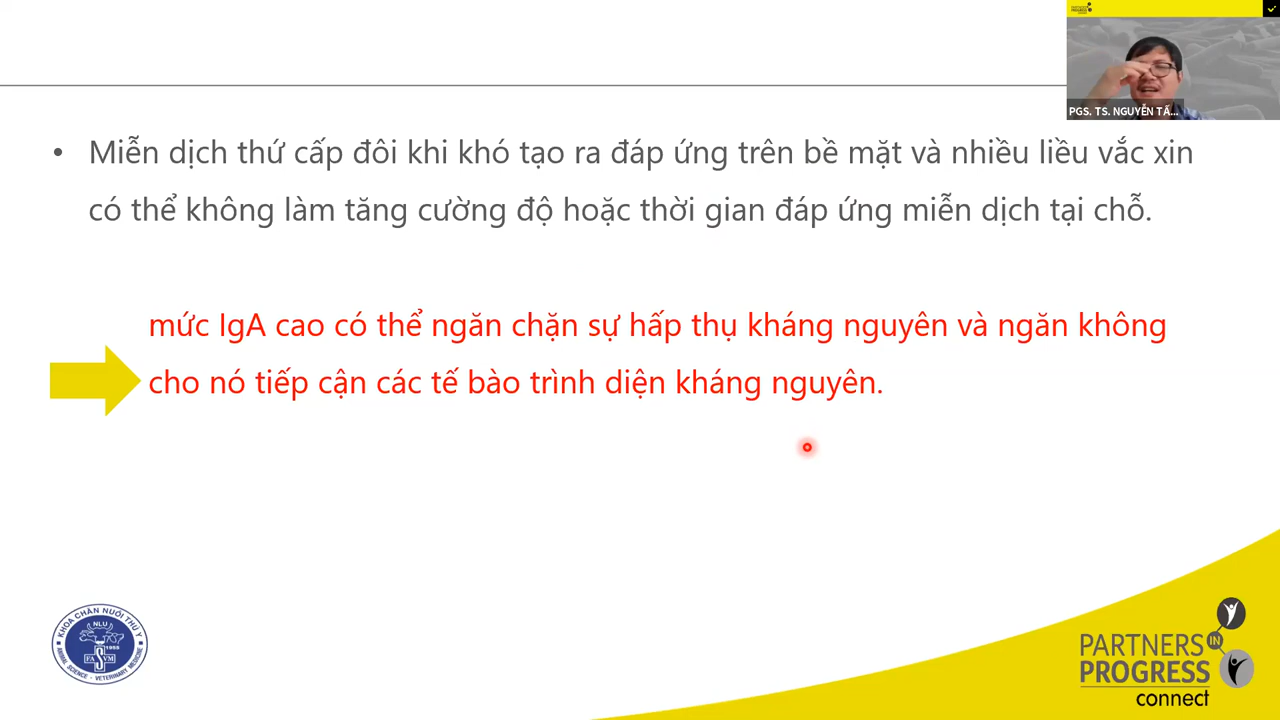 PGS. TS. NGUYỄN TẤ...
• Miễn dịch thứ cấp đôi khi khó tạo ra đáp ứng trên bề mặt và nhiều liều vắc xin
có thể không làm tăng cường độ hoặc thời gian đáp ứng miễn dịch tại chỗ.
mức IgA cao có thể ngăn chặn sự hấp thụ kháng nguyên và ngăn không
cho nó tiếp cận các tế bào trình diện kháng nguyên.
KHOA CHĂN NUÔI THÚ Y
NLU
1955
FA S VM
ANIMAL SCIENCE - VETERINARY MEDICINE
PARTNERS IN
PROGRESS
connect